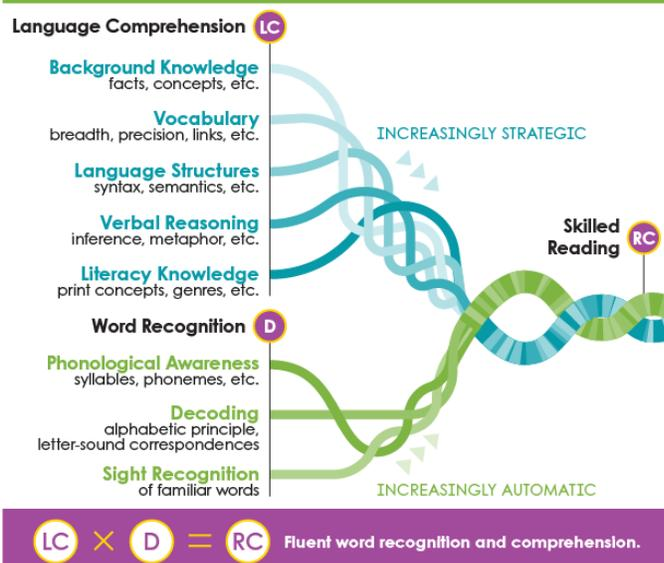 Language Comprehension LC
Background Knowledge
facts, concepts, etc.
Vocabulary
breadth, precision, links, etc.
Language Structures
syntax, semantics, etc.
Verbal Reasoning
inference, metaphor, etc.
Literacy Knowledge
print concepts, genres, etc.
INCREASINGLY STRATEGIC
Skilled
Reading
RC
Word Recognition D
Phonological Awareness
syllables, phonemes, etc.
Decoding
alphabetic principle,
letter-sound correspondences
Sight Recognition
of familiar words
INCREASINGLY AUTOMATIC
LC × D = RC Fluent word recognition and comprehension.